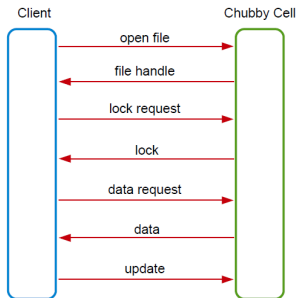 Client
Chubby Cell
open file
file handle
lock request
lock
data request
data
update